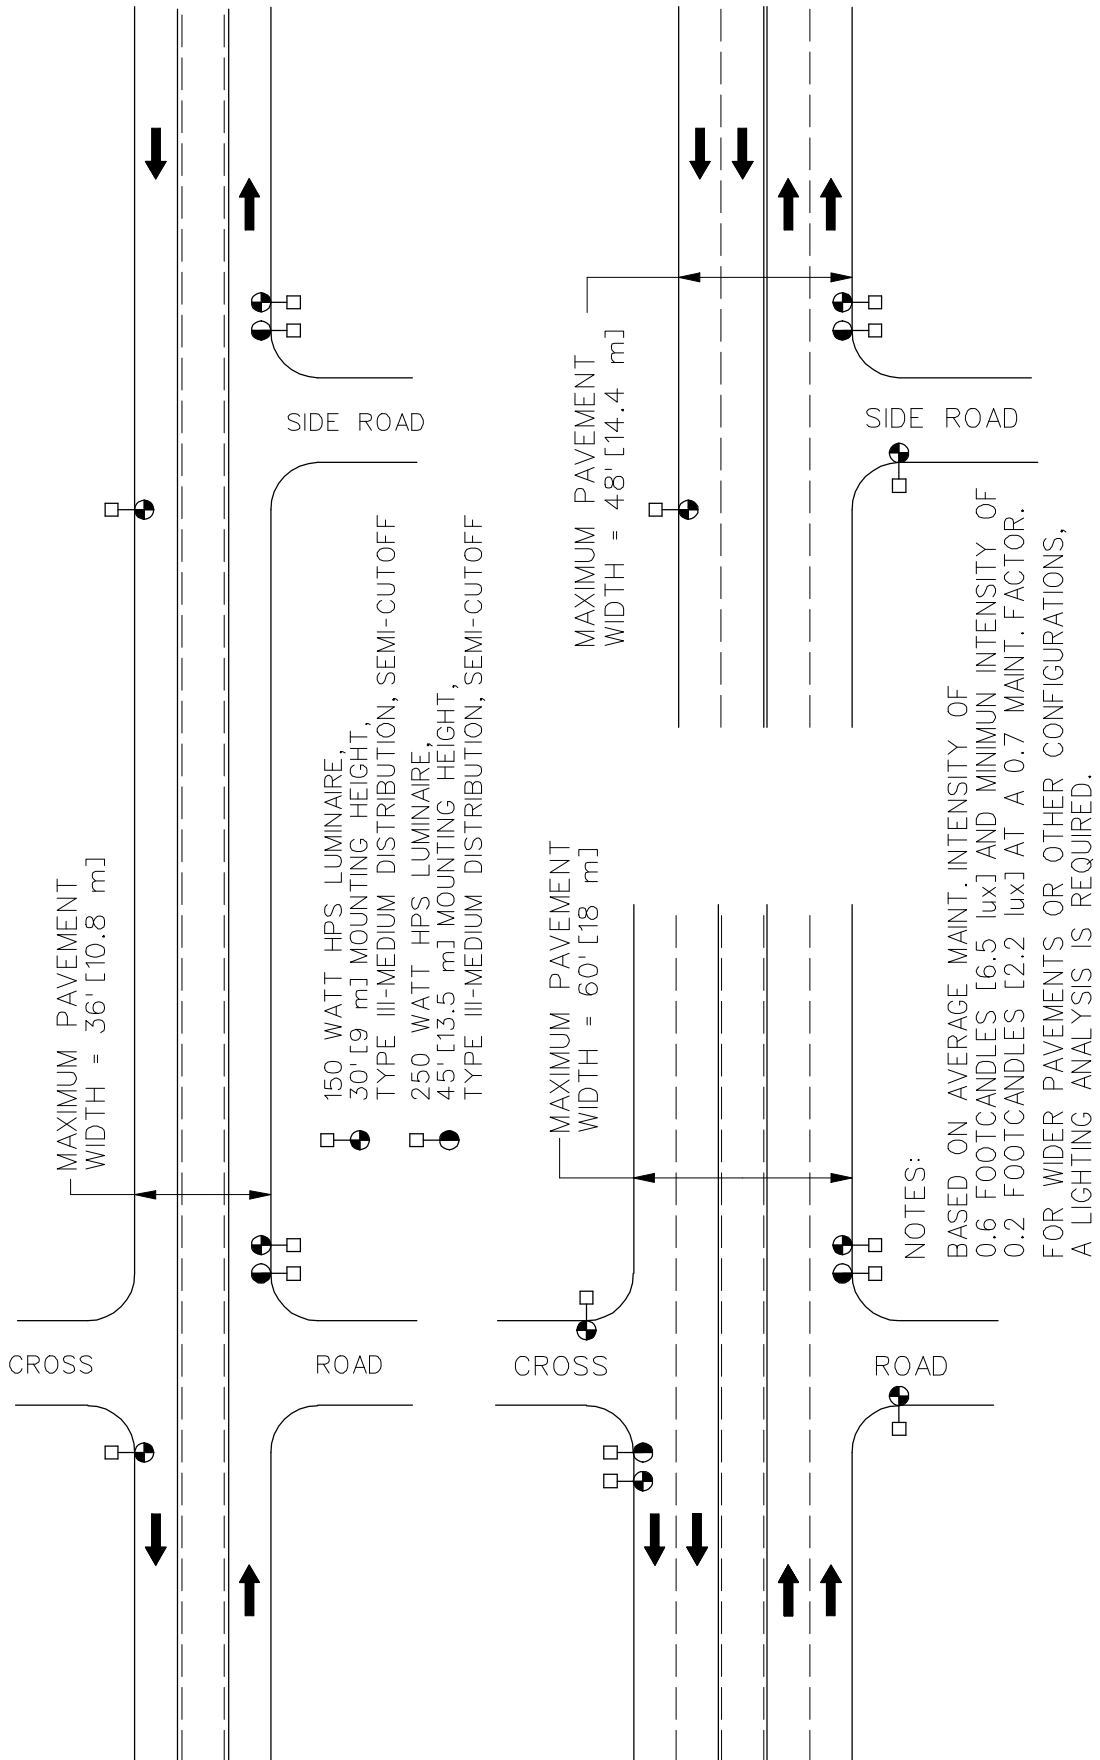 MAXIMUM PAVEMENT
WIDTH = 36' [10.8 m]
CROSS
ROAD
SIDE ROAD
150 WATT HPS LUMINAIRE,
30' [9 m] MOUNTING HEIGHT,
TYPE III-MEDIUM DISTRIBUTION, SEMI-CUTOFF
250 WATT HPS LUMINAIRE,
45' [13.5 m] MOUNTING HEIGHT,
TYPE III-MEDIUM DISTRIBUTION, SEMI-CUTOFF
MAXIMUM PAVEMENT
WIDTH = 60' [18 m]
MAXIMUM PAVEMENT
WIDTH = 48' [14.4 m]
CROSS
ROAD
SIDE ROAD
NOTES:
BASED ON AVERAGE MAINT. INTENSITY OF
0.6 FOOTCANDLES [6.5 lux] AND MINIMUN INTENSITY OF
0.2 FOOTCANDLES [2.2 lux] AT A 0.7 MAINT. FACTOR.
FOR WIDER PAVEMENTS OR OTHER CONFIGURATIONS,
A LIGHTING ANALYSIS IS REQUIRED.